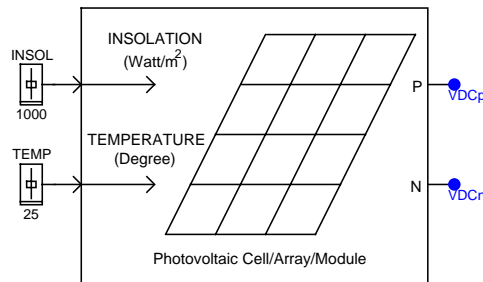 INSOL
1000
INSOLATION
(Watt/m²)
P
VDCp
TEMP
25
TEMPERATURE
(Degree)
N
VDCn
Photovoltaic Cell/Array/Module